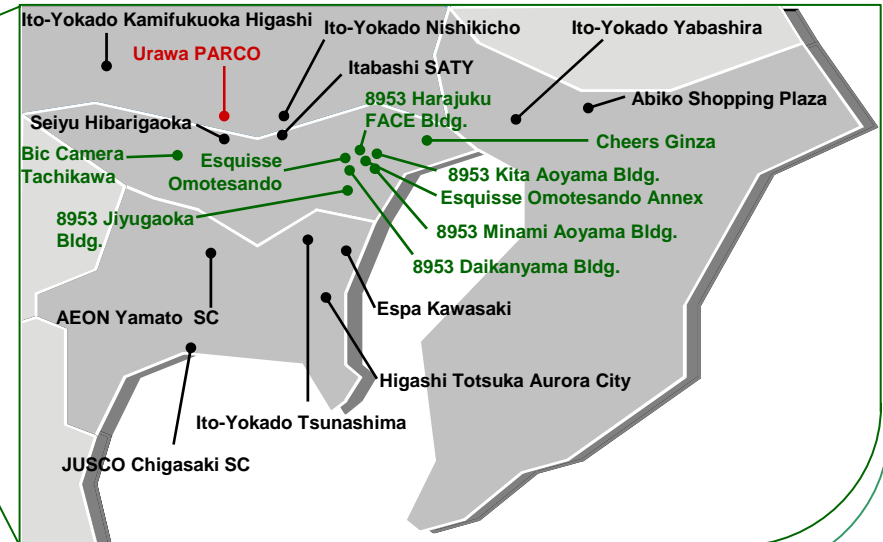 Ito-Yokado Kamifukuoka Higashi
Ito-Yokado Nishikicho
Ito-Yokado Yabashira
Urawa PARCO
Itabashi SATY
8953 Harajuku
FACE Bldg.
Abiko Shopping Plaza
Seiyu Hibarigaoka
Cheers Ginza
Bic Camera
Tachikawa
Esquisse
Omotesando
8953 Kita Aoyama Bldg.
Esquisse Omotesando Annex
8953 Jiyugaoka
Bldg.
8953 Minami Aoyama Bldg.
8953 Daikanyama Bldg.
AEON Yamato SC
Espa Kawasaki
Higashi Totsuka Aurora City
Ito-Yokado Tsunashima
JUSCO Chigasaki SC